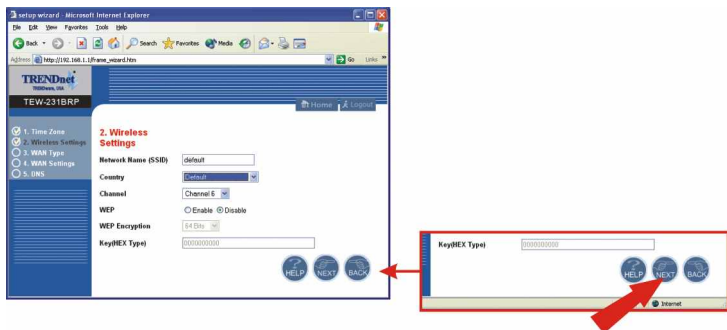 setup wizard - Microsoft Internet Explorer
File Edit View Favorites Tools Help
Back Search Favorites Media
Address http://192.168.1.1/frame_wizard.htm Go Links
TRENDnet
TRENDware, USA
TEW-231BRP
Home Logout
1. Time Zone
2. Wireless Settings
3. WAN Type
4. WAN Settings
5. DNS
2. Wireless
Settings
Network Name (SSID) default
Country Default
Channel Channel 6
WEP Enable Disable
WEP Encryption 64 Bits
Key(HEX Type) 0000000000
HELP NEXT BACK
Key(HEX Type) 0000000000
HELP NEXT BACK
Internet